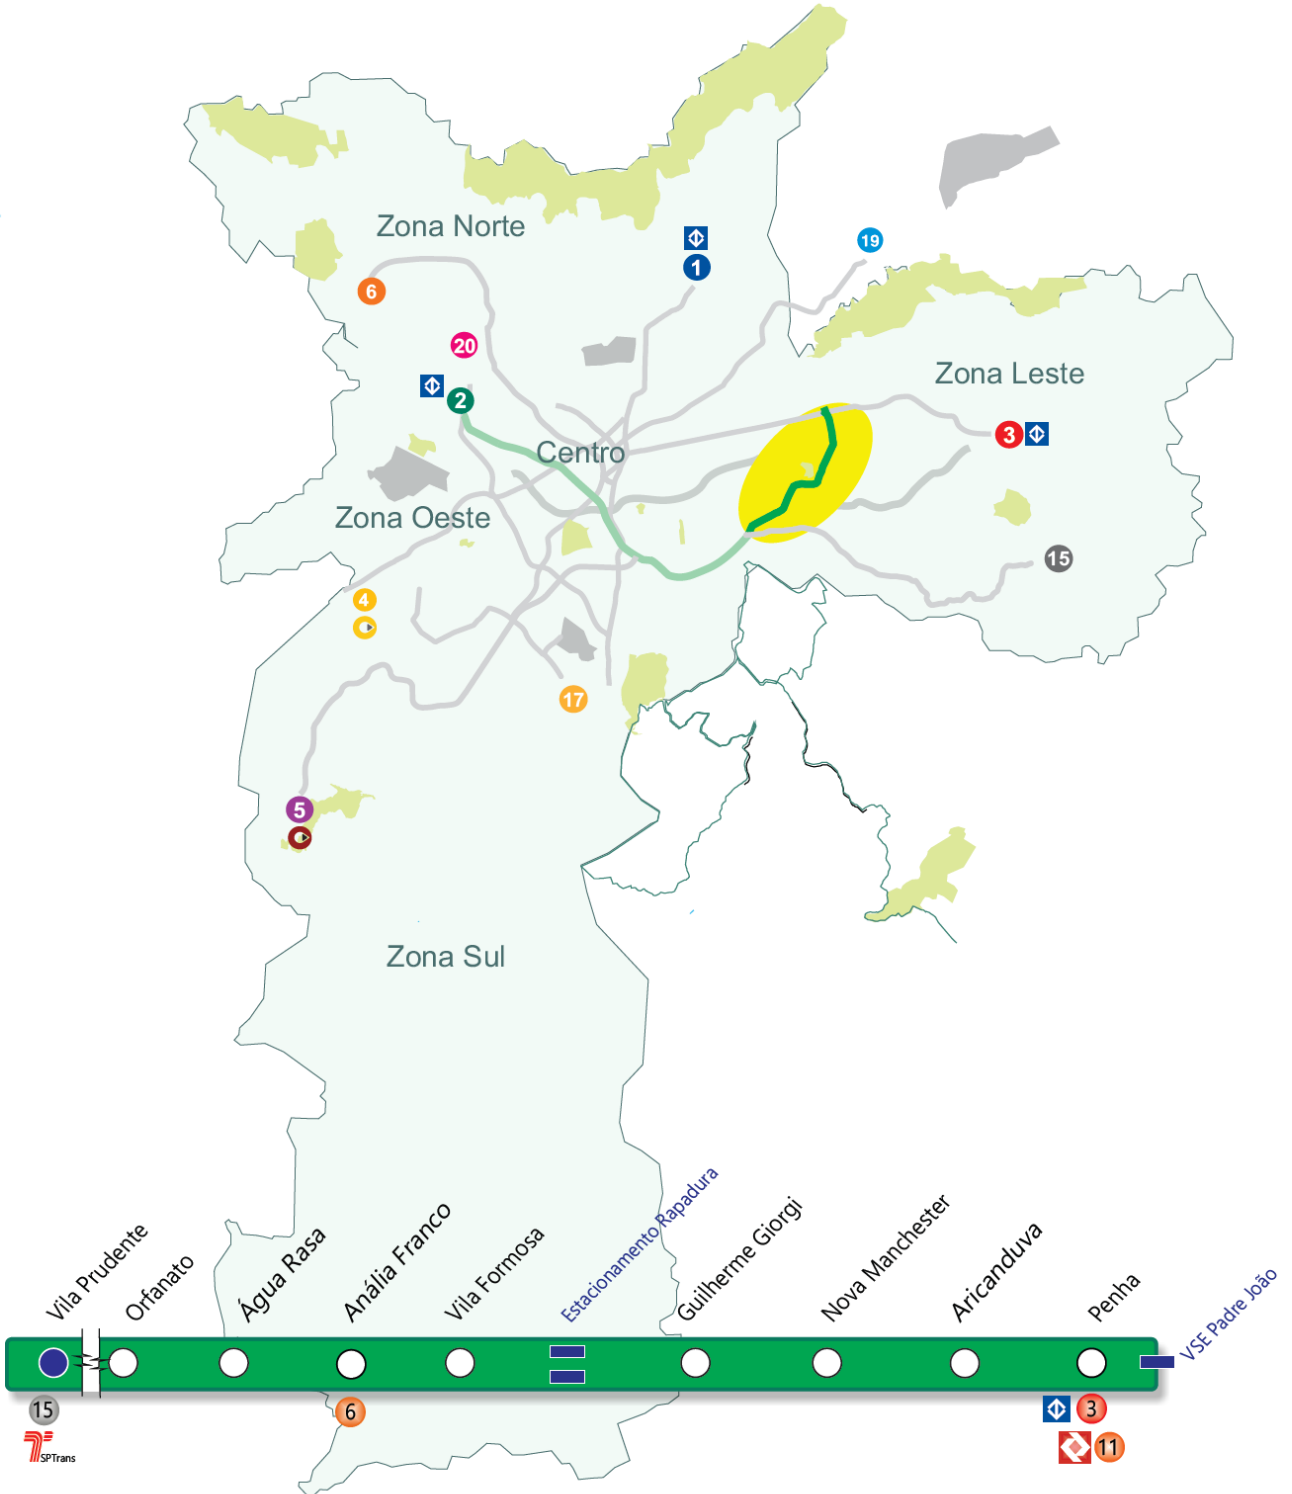 Zona Norte
1
19
6
20
Zona Leste
2
3
Centro
Zona Oeste
15
4
17
5
Zona Sul
Vila Prudente
Orfanato
Água Rasa
Anália Franco
Vila Formosa
Estacionamento Rapadura
Guilherme Giorgi
Nova Manchester
Aricanduva
Penha
VSE Padre João
15
6
3
SPTrans
11